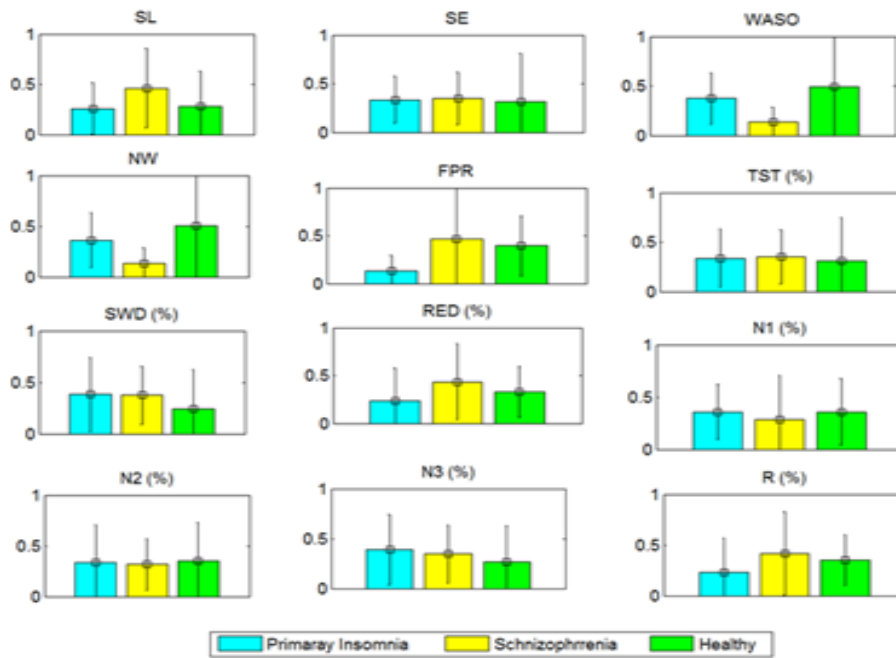 SL SE WASO
1 1 1
0.5 0.5 0.5
0 0 0
NW FPR TST (%)
1 1 1
0.5 0.5 0.5
0 0 0
SWD (%) RED (%) N1 (%)
1 1 1
0.5 0.5 0.5
0 0 0
N2 (%) N3 (%) R (%)
1 1 1
0.5 0.5 0.5
0 0 0
Primaray Insomnia Schnizophrrenia Healthy